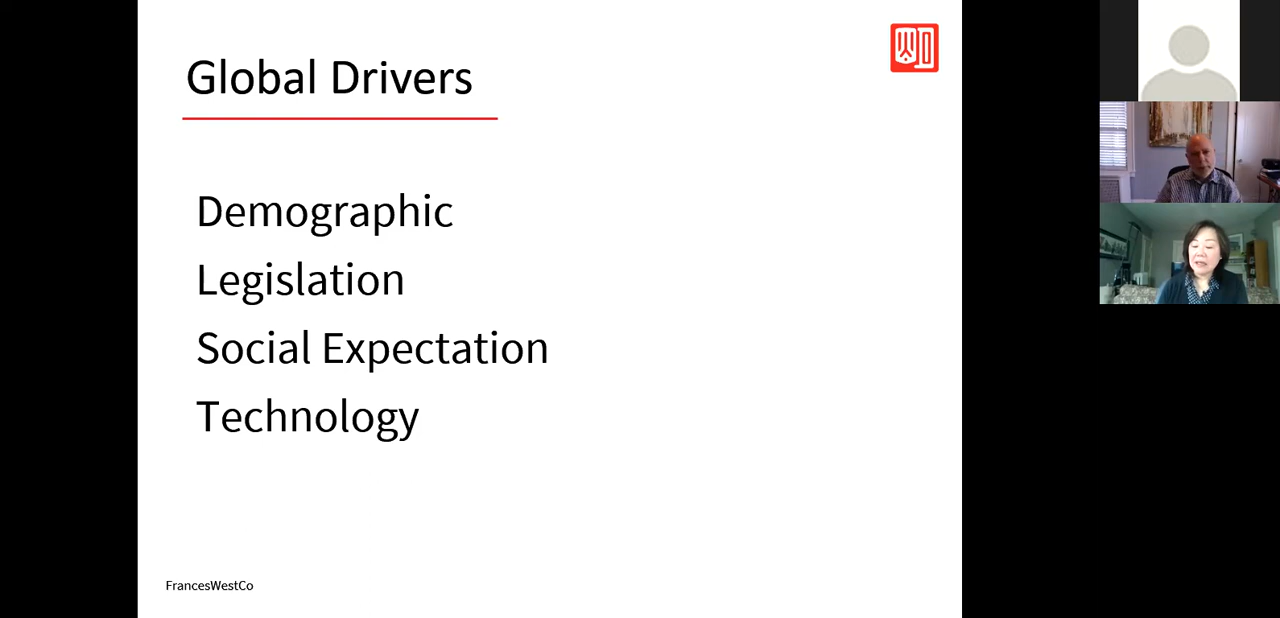 Global Drivers
Demographic
Legislation
Social Expectation
Technology
FrancesWestCo